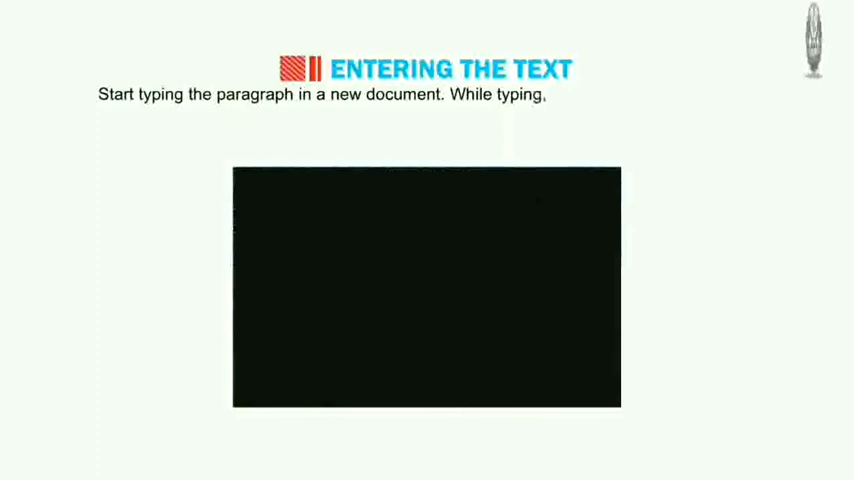 ENTERING THE TEXT
Start typing the paragraph in a new document. While typing,